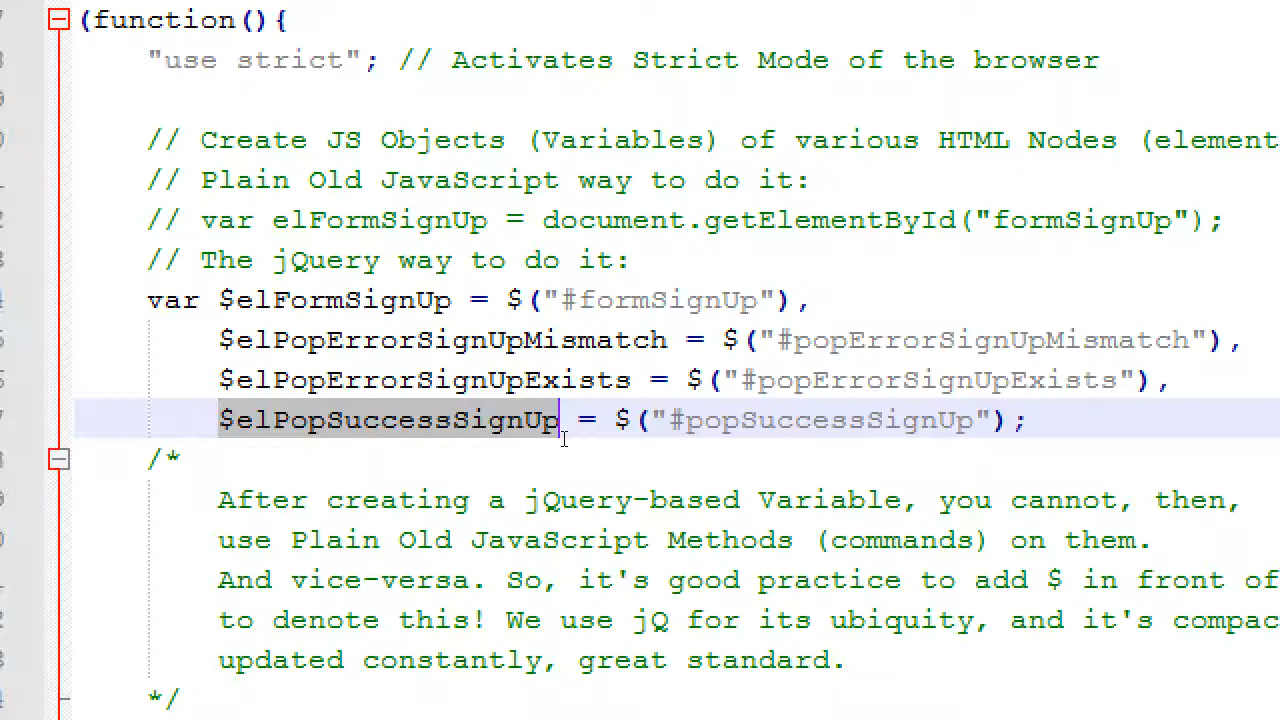 (function(){
"use strict"; // Activates Strict Mode of the browser
// Create JS Objects (Variables) of various HTML Nodes (element
// Plain Old JavaScript way to do it:
// var elFormSignUp = document.getElementById("formSignUp");
// The jQuery way to do it:
var $elFormSignUp = $("#formSignUp"),
$elPopErrorSignUpMismatch = $("#popErrorSignUpMismatch"),
$elPopErrorSignUpExists = $("#popErrorSignUpExists"),
$elPopSuccessSignUp = $("#popSuccessSignUp");
/*
After creating a jQuery-based Variable, you cannot, then,
use Plain Old JavaScript Methods (commands) on them.
And vice-versa. So, it's good practice to add $ in front of
to denote this! We use jQ for its ubiquity, and it's compac
updated constantly, great standard.
*/